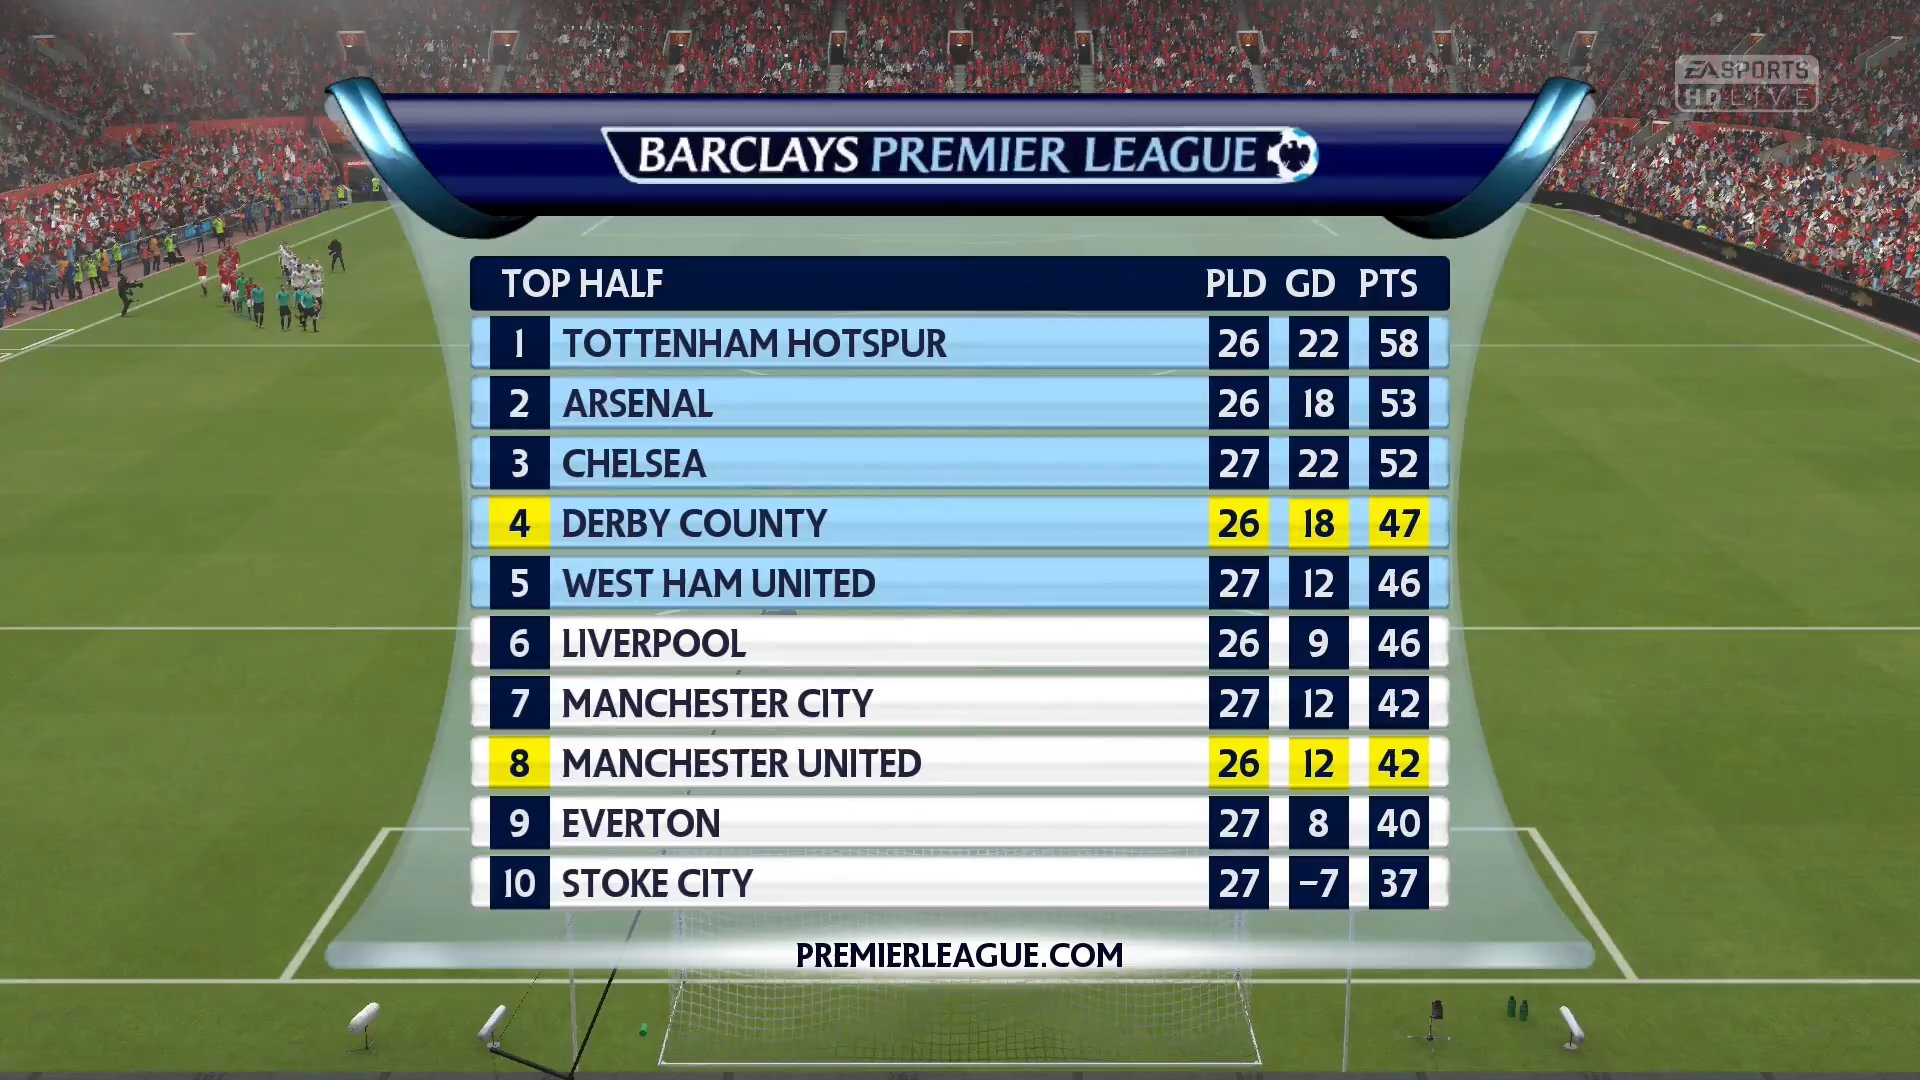 EA SPORTS
HD LIVE
BARCLAYS PREMIER LEAGUE
TOP HALF PLD GD PTS
1 TOTTENHAM HOTSPUR 26 22 58
2 ARSENAL 26 18 53
3 CHELSEA 27 22 52
4 DERBY COUNTY 26 18 47
5 WEST HAM UNITED 27 12 46
6 LIVERPOOL 26 9 46
7 MANCHESTER CITY 27 12 42
8 MANCHESTER UNITED 26 12 42
9 EVERTON 27 8 40
10 STOKE CITY 27 −7 37
PREMIERLEAGUE.COM